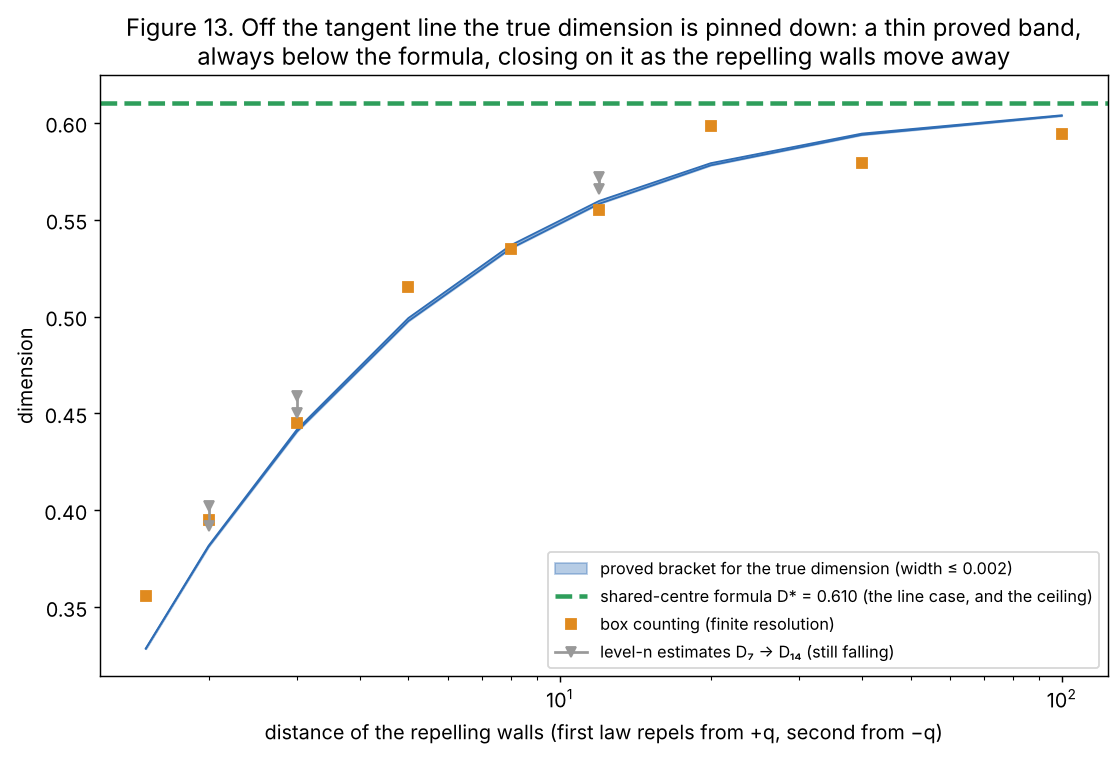 Figure 13. Off the tangent line the true dimension is pinned down: a thin proved band,
always below the formula, closing on it as the repelling walls move away
0.60
0.55
0.50
0.45
0.40
0.35
dimension
10¹
10²
distance of the repelling walls (first law repels from +q, second from −q)
proved bracket for the true dimension (width ≤ 0.002)
shared-centre formula D* = 0.610 (the line case, and the ceiling)
box counting (finite resolution)
level-n estimates D₇ → D₁₄ (still falling)